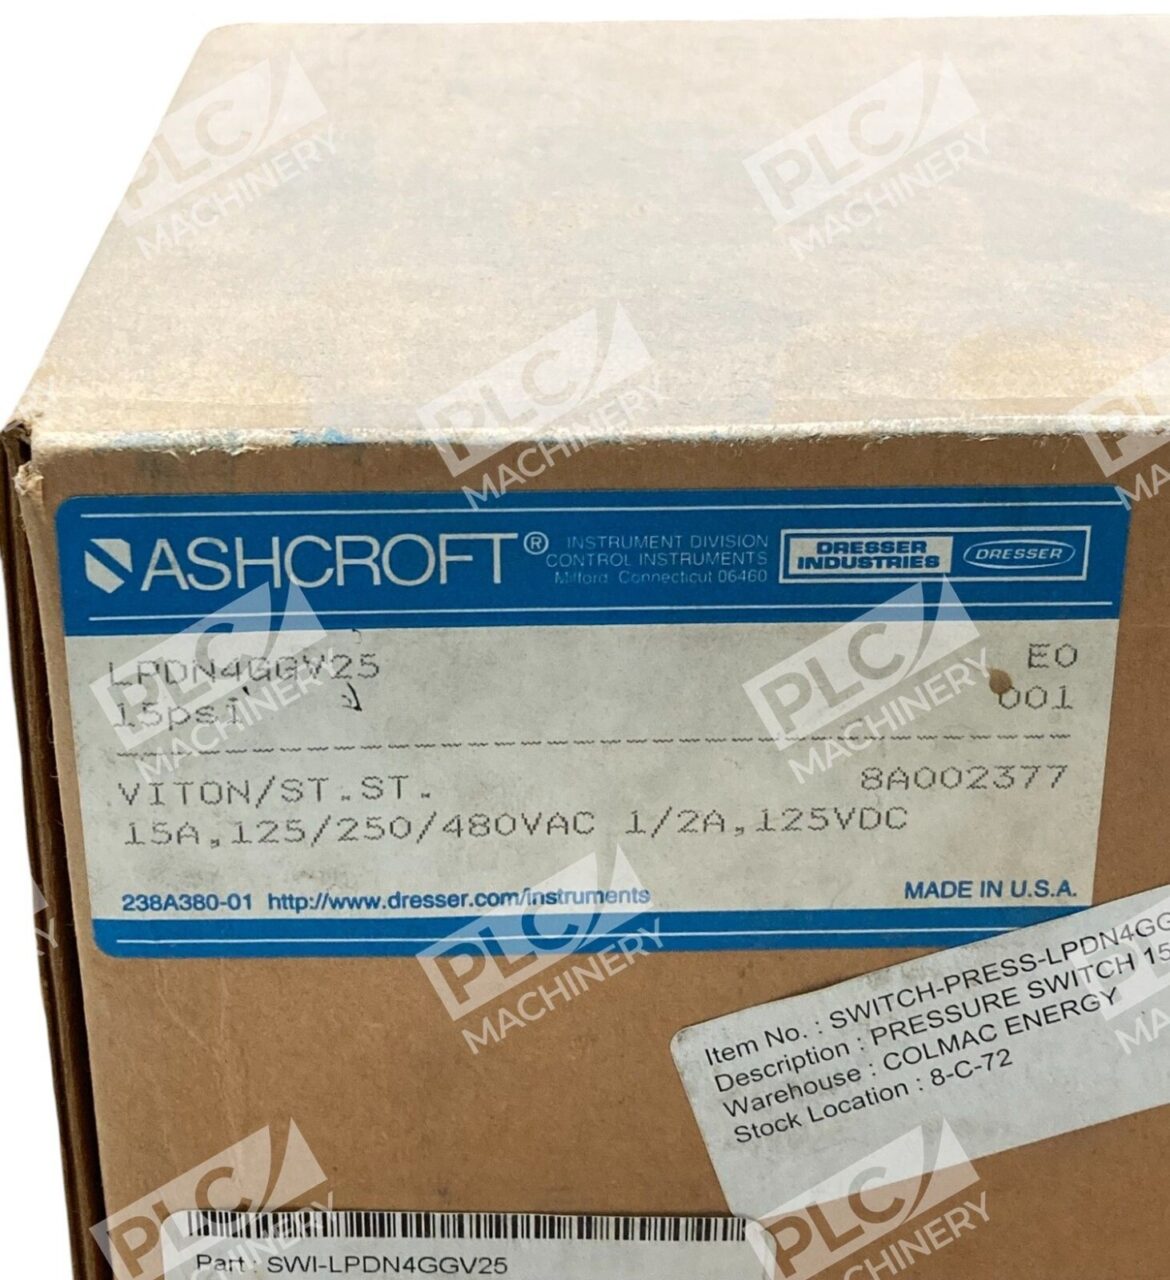 ASHCROFT®
INSTRUMENT DIVISION
CONTROL INSTRUMENTS
Milford, Connecticut 06460
DRESSER
INDUSTRIES
DRESSER
LPDN4GGV25
EO
15psi
001
VITON/ST.ST.
8A002377
15A,125/250/480VAC 1/2A,125VDC
238A380-01 http://www.dresser.com/instruments
MADE IN U.S.A.
Item No. : SWITCH-PRESS-LPDN4GG
Description : PRESSURE SWITCH 15
Warehouse : COLMAC ENERGY
Stock Location : 8-C-72
Part : SWI-LPDN4GGV25
PLC
MACHINERY